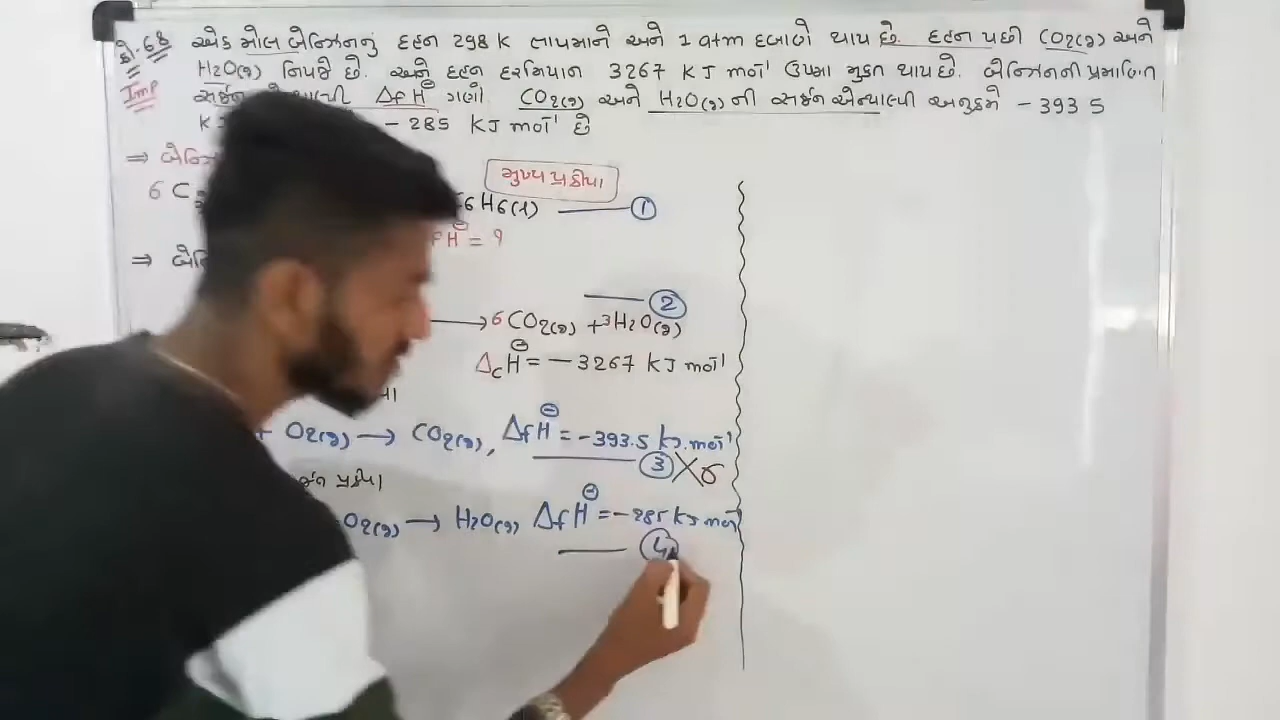 કો.68 એક મોલ બેન્ઝિનનું દહન 298 K તાપમાને અને 1 atm દબાણે થાય છે. દહન પછી CO2(g) અને
Imp H2O(g) નિપજે છે. અને દહન દરમિયાન 3267 KJ mol⁻¹ ઉષ્મા મુક્ત થાય છે. બેન્ઝિનની પ્રમાણિત
સર્જન એન્થાલ્પી ΔfH⊖ ગણો. CO2(g) અને H2O(g) ની સર્જન એન્થાલ્પી અનુક્રમે - 393 5
- 285 KJ mol⁻¹ છે
⇒
મુખ્ય પ્રક્રીયા
6 C
6H6(l) —— 1
fH⊖ = ?
⇒
—— 2
→ 6CO2(g) + 3H2O(g)
ΔcH⊖ = - 3267 KJ mol⁻¹
+ O2(g) → CO2(g), ΔfH⊖ = -393.5 kJ.mol⁻¹
—— 3 × 6
સર્જન પ્રક્રીયા
O2(g) → H2O(g) ΔfH⊖ = -285 KJ mol⁻¹
—— 4